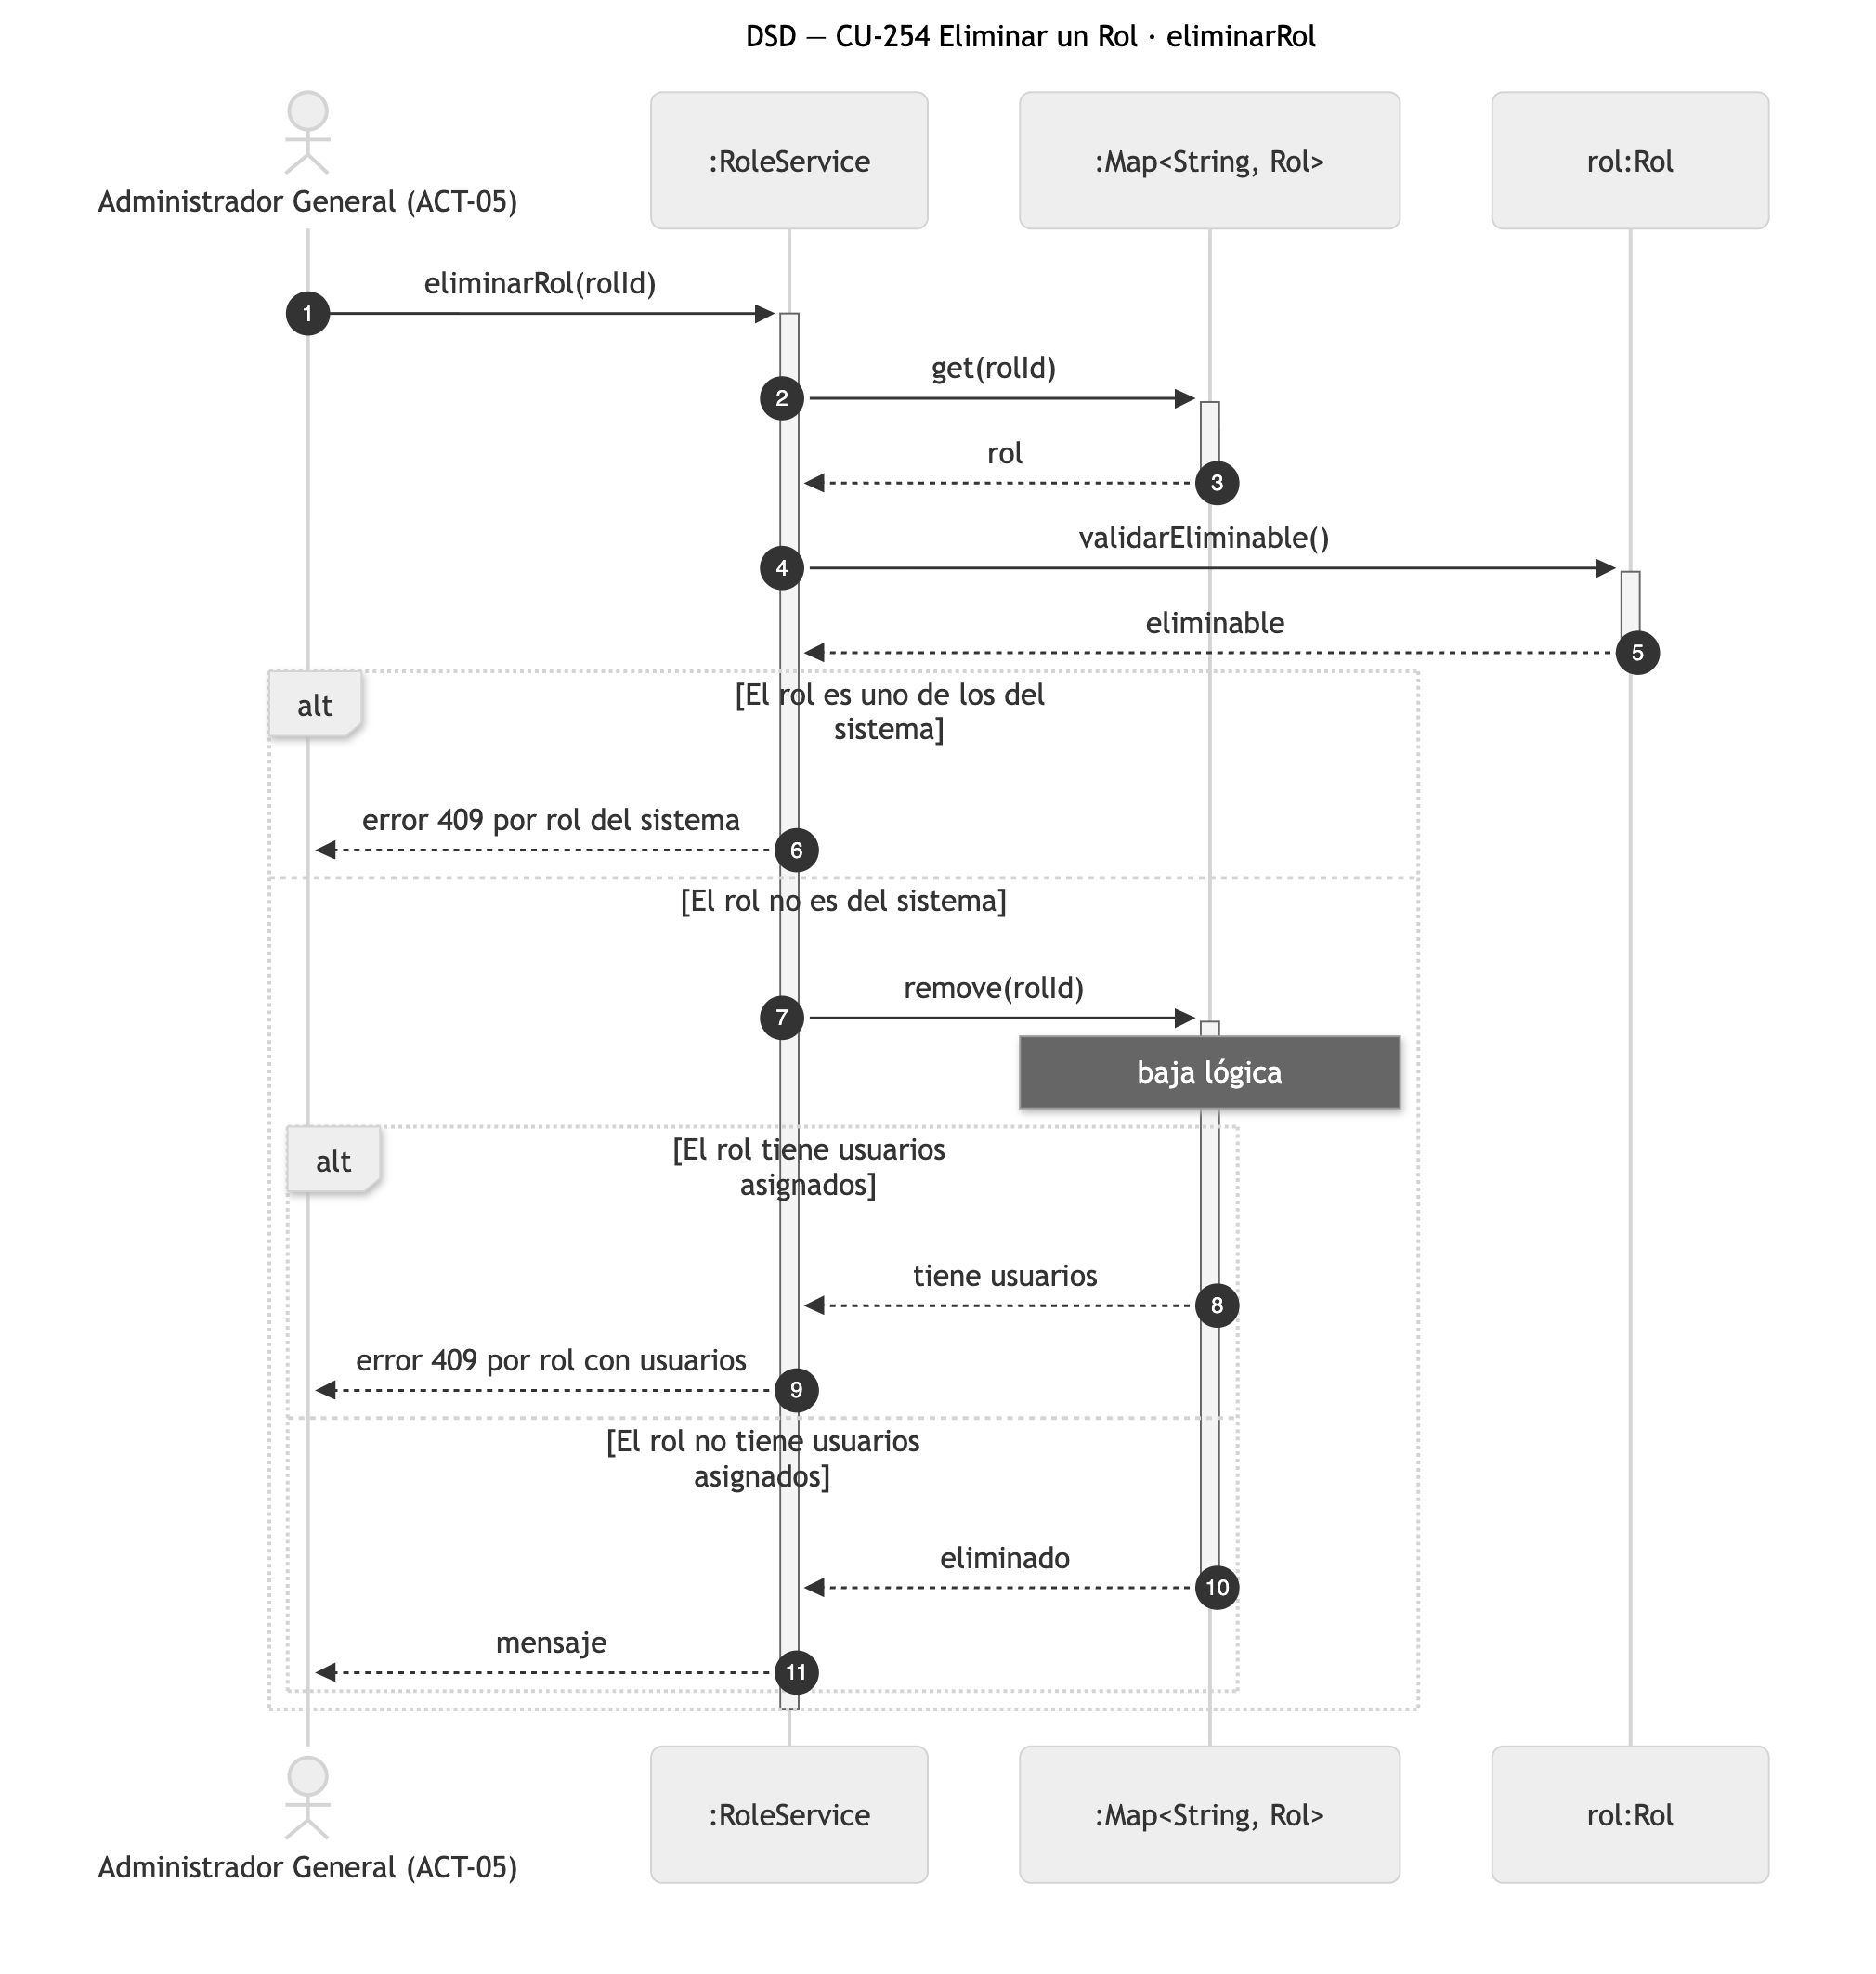 DSD — CU-254 Eliminar un Rol · eliminarRol
Administrador General (ACT-05)
:RoleService
:Map<String, Rol>
rol:Rol
eliminarRol(rolId)
1
get(rolId)
2
rol
3
validarEliminable()
4
eliminable
5
alt
[El rol es uno de los del
sistema]
error 409 por rol del sistema
6
[El rol no es del sistema]
remove(rolId)
7
baja lógica
alt
[El rol tiene usuarios
asignados]
tiene usuarios
8
error 409 por rol con usuarios
9
[El rol no tiene usuarios
asignados]
eliminado
10
mensaje
11
:RoleService
:Map<String, Rol>
rol:Rol
Administrador General (ACT-05)